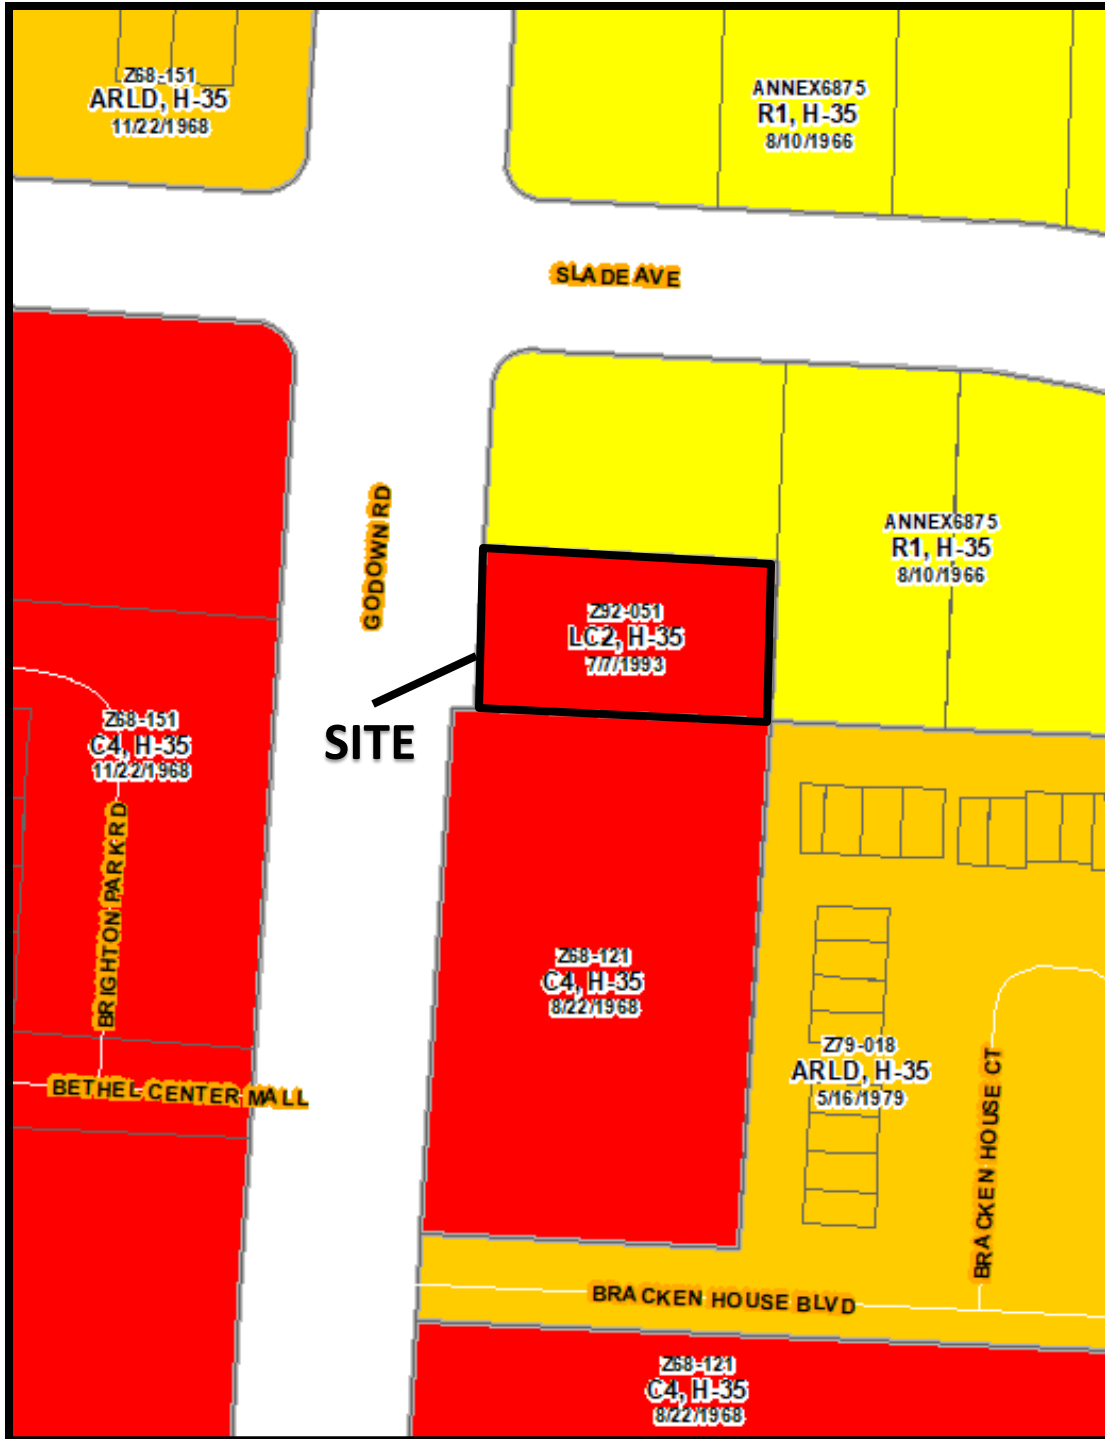 Z68-151
ARLD, H-35
11/22/1968
ANNEX6875
R1, H-35
8/10/1966
SLADE AVE
GODOWN RD
ANNEX6875
R1, H-35
8/10/1966
Z92-051
LC2, H-35
7/7/1993
SITE
Z68-151
C4, H-35
11/22/1968
BRIGHTON PARK RD
Z68-121
C4, H-35
8/22/1968
Z79-018
ARLD, H-35
5/16/1979
BETHEL CENTER MALL
BRACKEN HOUSE CT
BRACKEN HOUSE BLVD
Z68-121
C4, H-35
8/22/1968